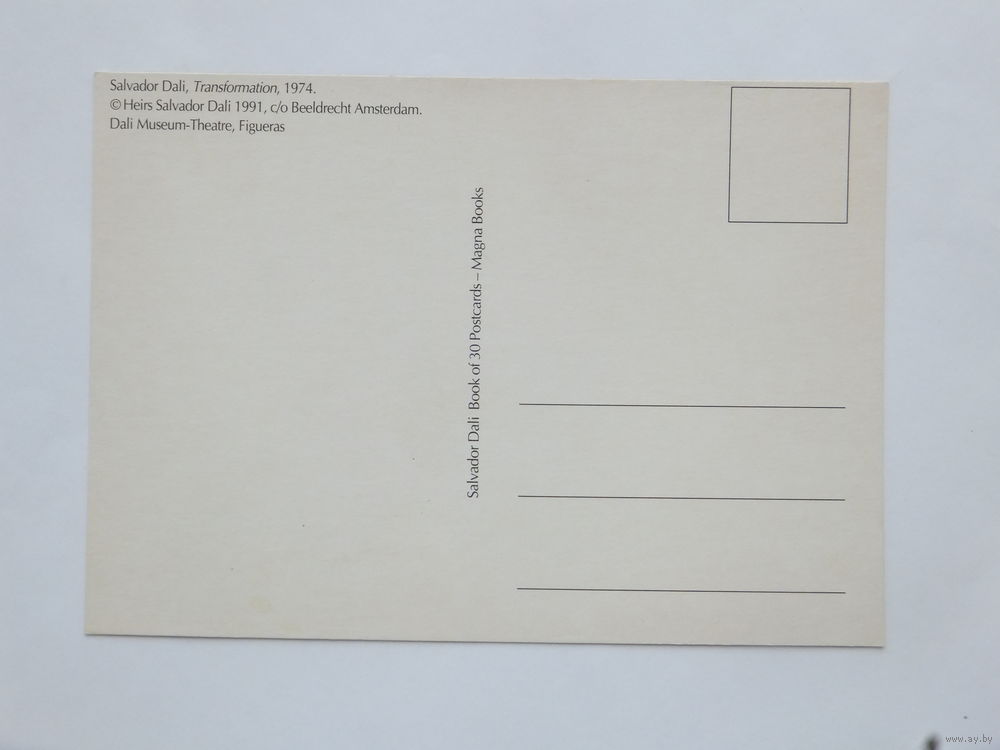 Salvador Dali, Transformation, 1974.
© Heirs Salvador Dali 1991, c/o Beeldrecht Amsterdam.
Dali Museum-Theatre, Figueras
Salvador Dali Book of 30 Postcards – Magna Books
www.ay.by